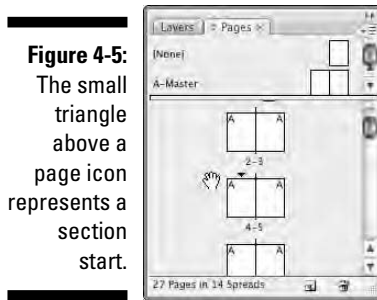 Figure 4-5:
The small
triangle
above a
page icon
represents a
section
start.
Layers
Pages
[None]
A-Master
A A
2-3
A A
4-5
A A
27 Pages in 14 Spreads